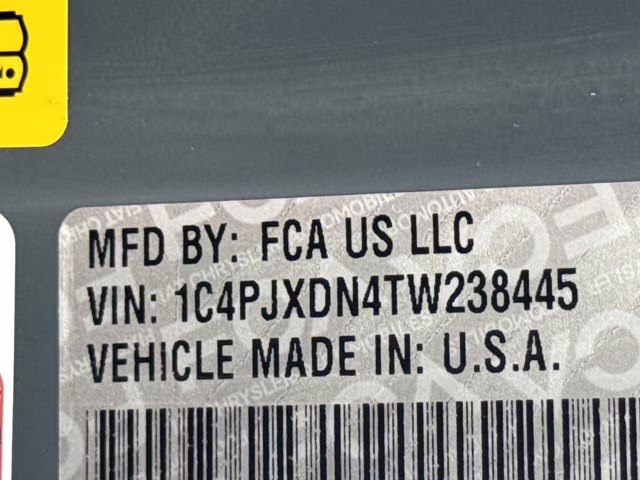 MFD BY: FCA US LLC
VIN: 1C4PJXDN4TW238445
VEHICLE MADE IN: U.S.A.